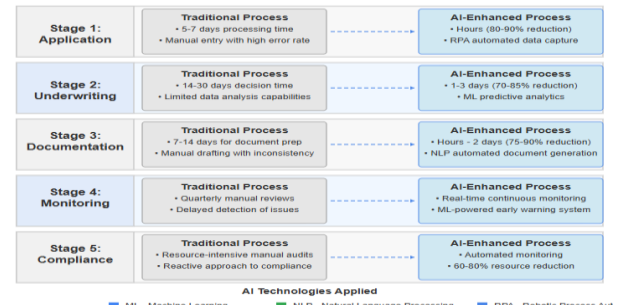 Stage 1:
Application
Traditional Process
• 5-7 days processing time
• Manual entry with high error rate
AI-Enhanced Process
• Hours (80-90% reduction)
• RPA automated data capture
Stage 2:
Underwriting
Traditional Process
• 14-30 days decision time
• Limited data analysis capabilities
AI-Enhanced Process
• 1-3 days (70-85% reduction)
• ML predictive analytics
Stage 3:
Documentation
Traditional Process
• 7-14 days for document prep
• Manual drafting with inconsistency
AI-Enhanced Process
• Hours - 2 days (75-90% reduction)
• NLP automated document generation
Stage 4:
Monitoring
Traditional Process
• Quarterly manual reviews
• Delayed detection of issues
AI-Enhanced Process
• Real-time continuous monitoring
• ML-powered early warning system
Stage 5:
Compliance
Traditional Process
• Resource-intensive manual audits
• Reactive approach to compliance
AI-Enhanced Process
• Automated monitoring
• 60-80% resource reduction
AI Technologies Applied